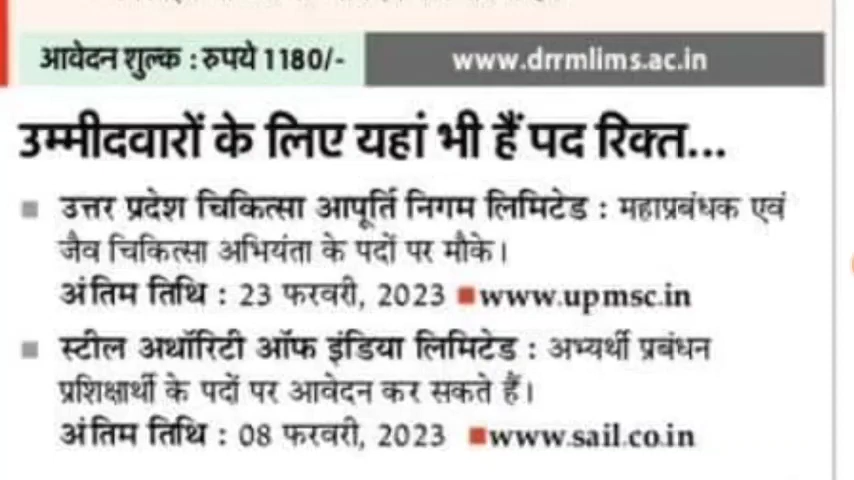 आवेदन शुल्क : रुपये 1180/- www.drrmlims.ac.in
उम्मीदवारों के लिए यहां भी हैं पद रिक्त...
■ उत्तर प्रदेश चिकित्सा आपूर्ति निगम लिमिटेड : महाप्रबंधक एवं
जैव चिकित्सा अभियंता के पदों पर मौके।
अंतिम तिथि : 23 फरवरी, 2023 ■www.upmsc.in
■ स्टील अथॉरिटी ऑफ इंडिया लिमिटेड : अभ्यर्थी प्रबंधन
प्रशिक्षार्थी के पदों पर आवेदन कर सकते हैं।
अंतिम तिथि : 08 फरवरी, 2023 ■www.sail.co.in